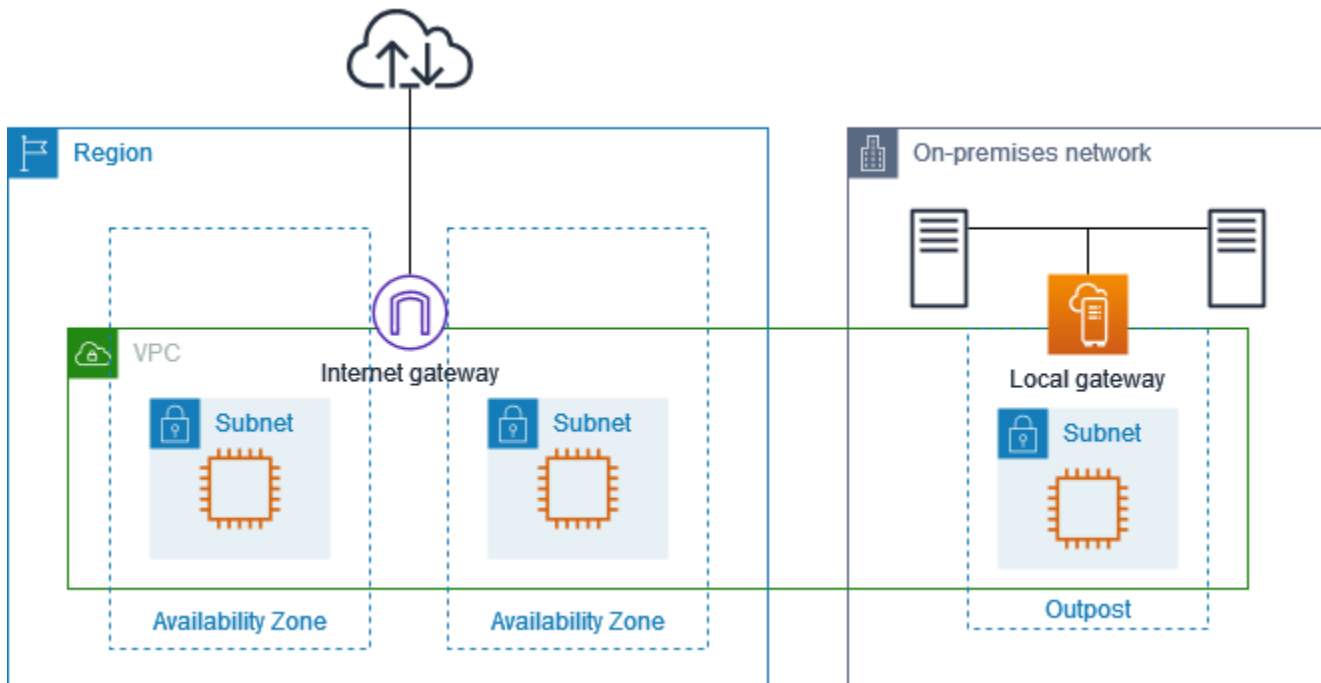 Region
On-premises network
VPC
Internet gateway
Local gateway
Subnet
Subnet
Subnet
Availability Zone
Availability Zone
Outpost